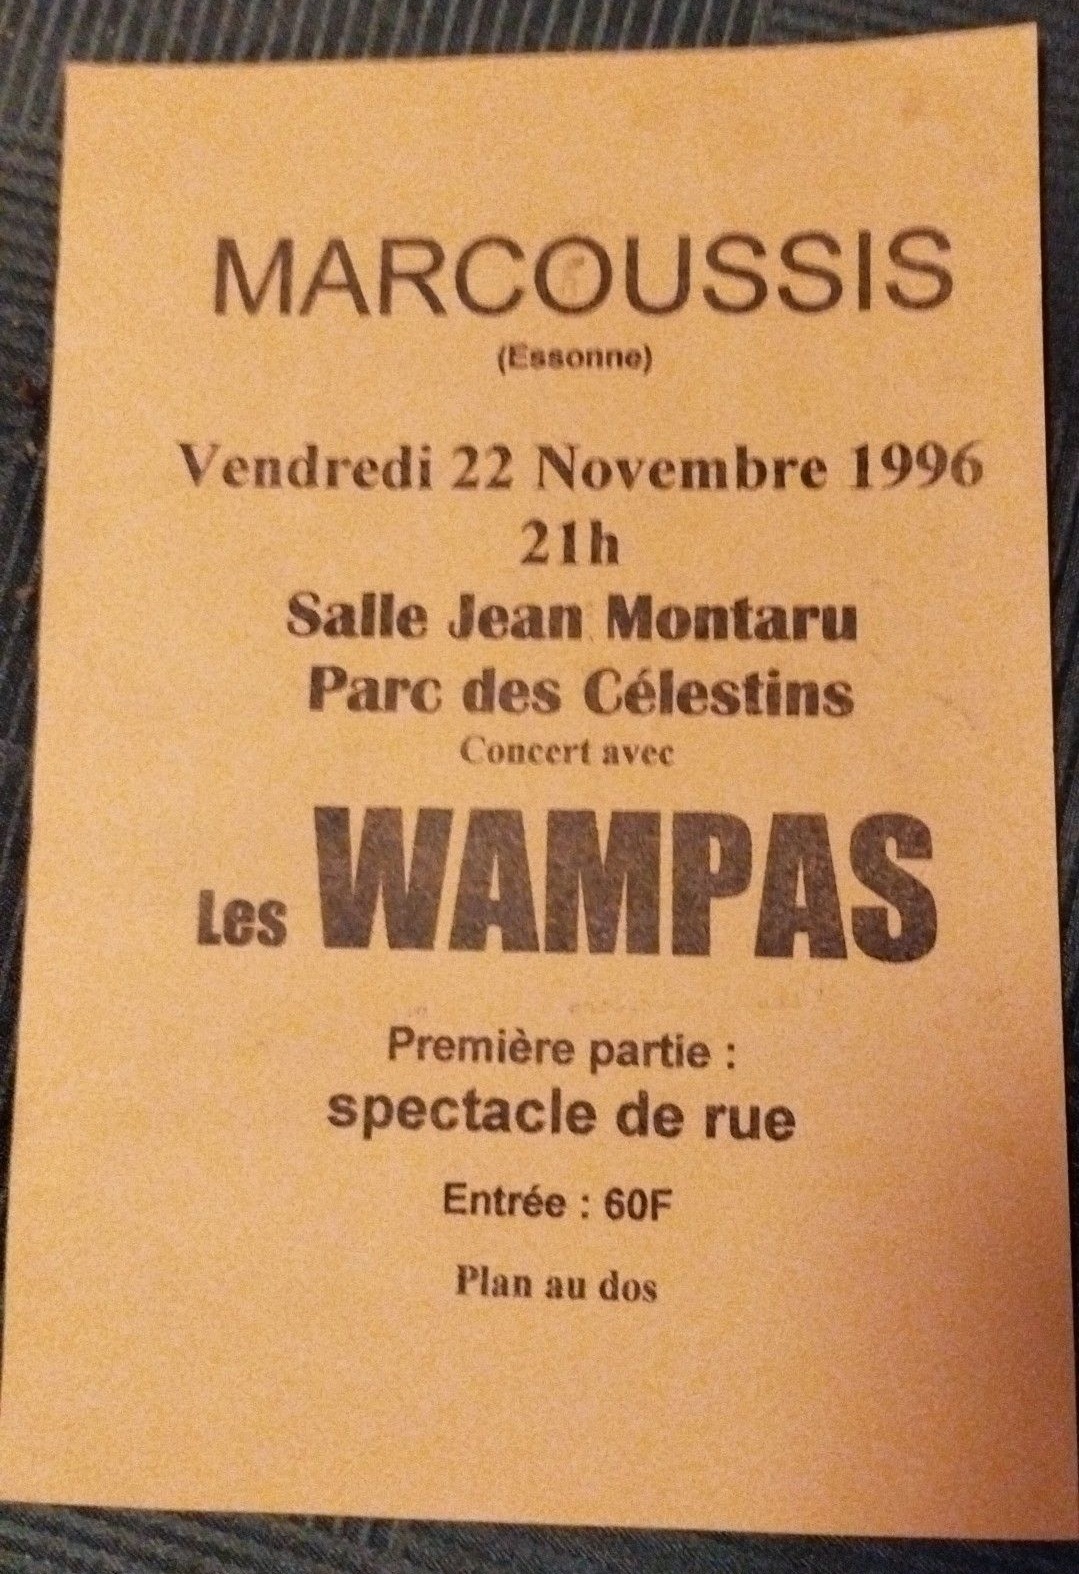 MARCOUSSIS
(Essonne)
Vendredi 22 Novembre 1996
21h
Salle Jean Montaru
Parc des Célestins
Concert avec
Les WAMPAS
Première partie :
spectacle de rue
Entrée : 60F
Plan au dos